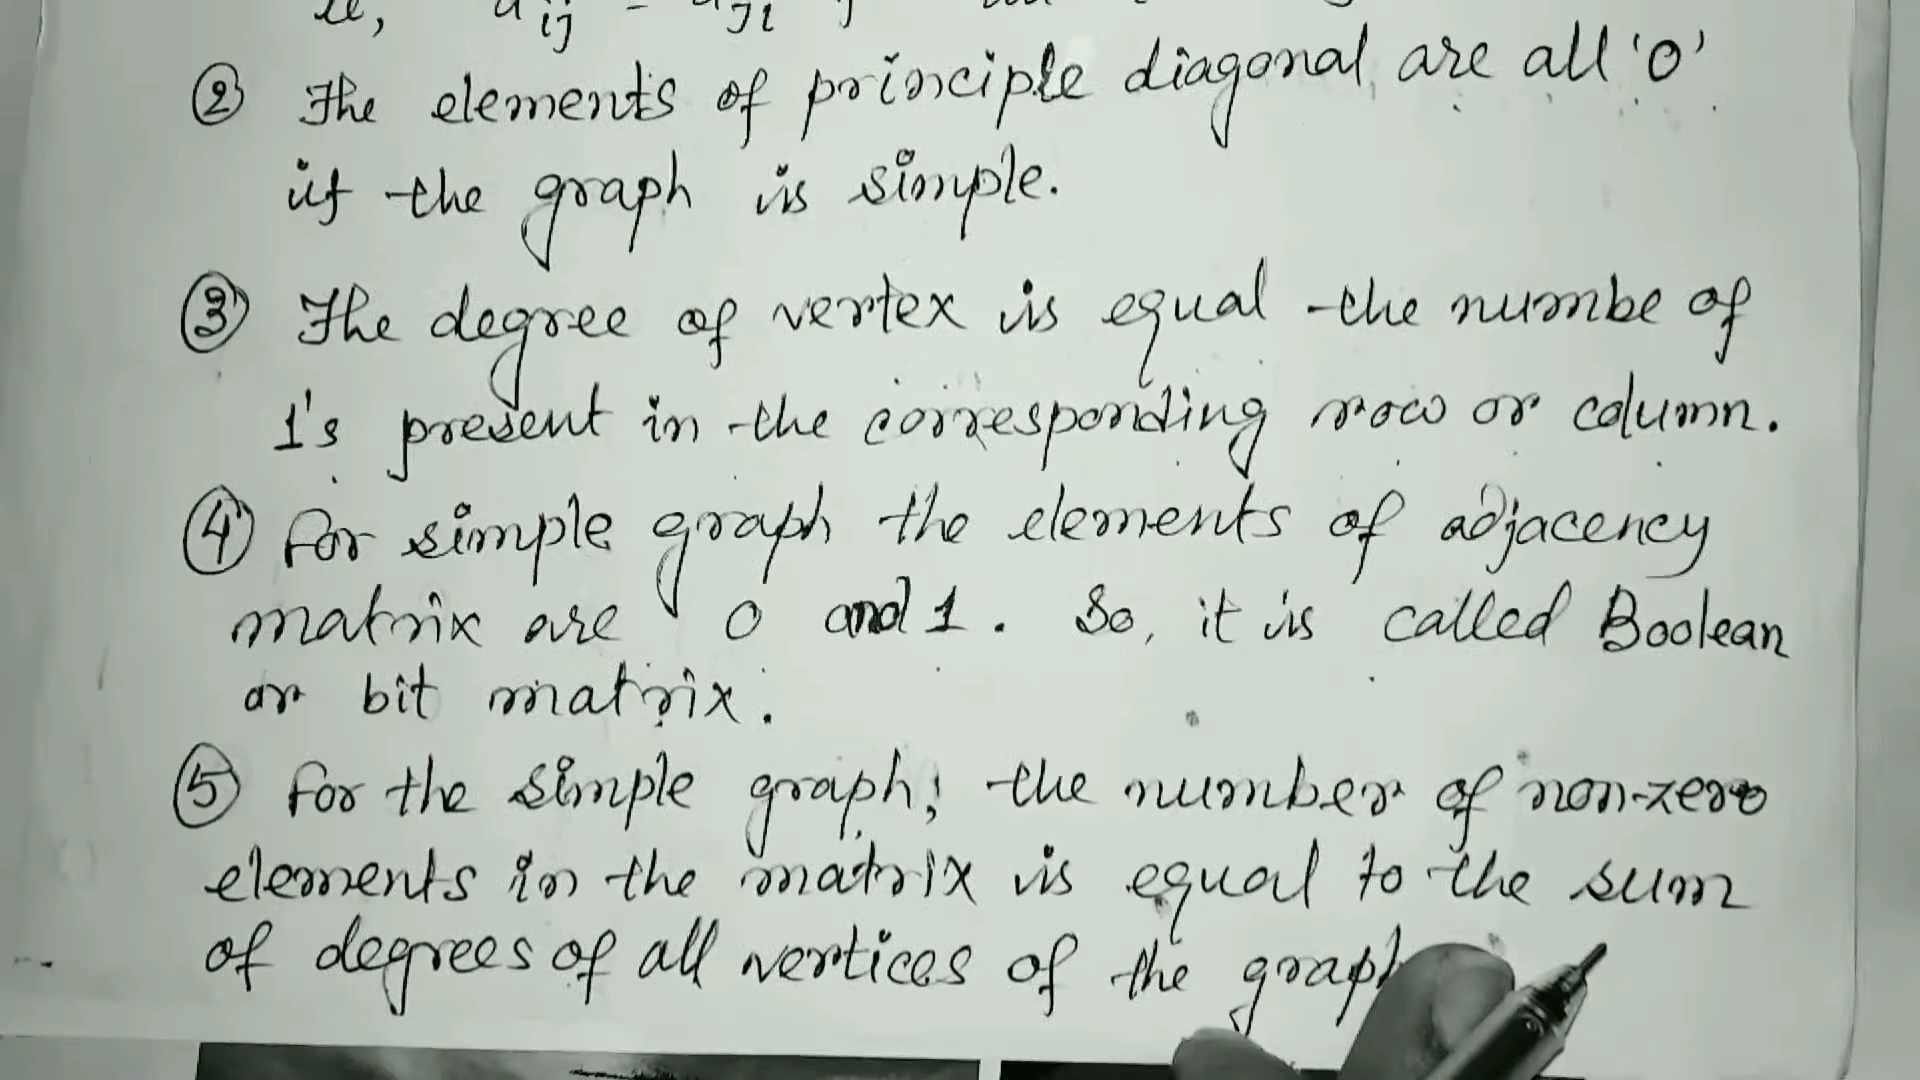 ie, aij = aji
② The elements of principle diagonal are all '0'
if the graph is simple.
③ The degree of vertex is equal the numbe of
1's present in the corresponding row or column.
④ for simple graph the elements of adjacency
matrix are 0 and 1. So, it is called Boolean
or bit matrix.
⑤ for the simple graph; the number of non-zero
elements in the matrix is equal to the sum
of degrees of all vertices of the graph